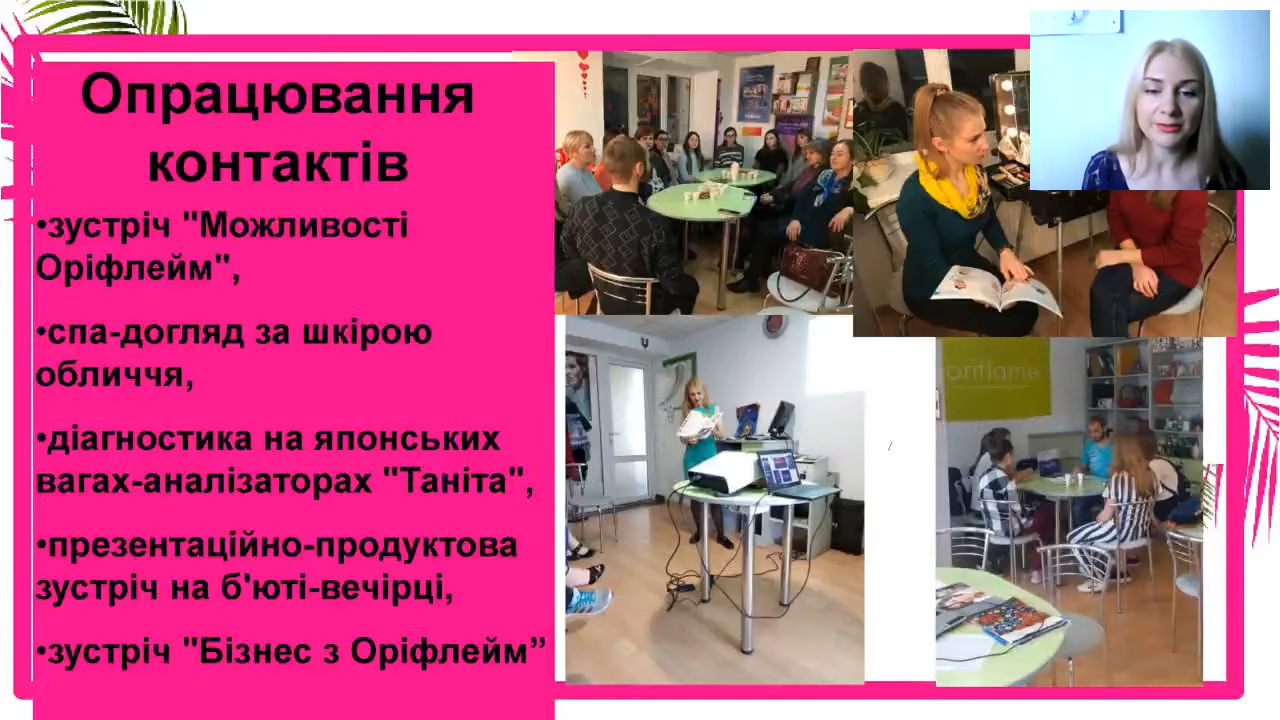 Опрацювання
контактів
•зустріч "Можливості
Оріфлейм",
•спа-догляд за шкірою
обличчя,
•діагностика на японських
вагах-аналізаторах "Таніта",
•презентаційно-продуктова
зустріч на б'юті-вечірці,
•зустріч "Бізнес з Оріфлейм”
oriflame